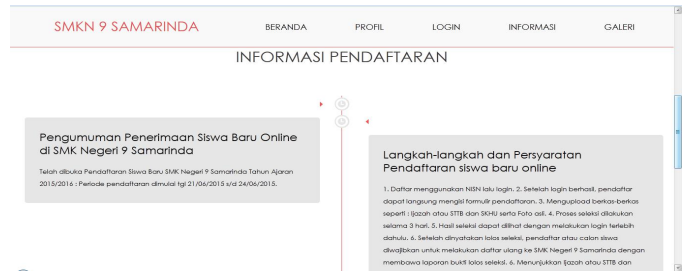 SMKN 9 SAMARINDA
BERANDA
PROFIL
LOGIN
INFORMASI
GALERI
INFORMASI PENDAFTARAN
Pengumuman Penerimaan Siswa Baru Online
di SMK Negeri 9 Samarinda
Telah dibuka Pendaftaran Siswa Baru SMK Negeri 9 Samarinda Tahun Ajaran
2015/2016 : Periode pendaftaran dimulai tgl 21/06/2015 s/d 24/06/2015.
Langkah-langkah dan Persyaratan
Pendaftaran siswa baru online
1. Daftar menggunakan NISN lalu login. 2. Setelah login berhasil, pendaftar
dapat langsung mengisi formulir pendaftaran. 3. Mengupload berkas-berkas
seperti : Ijazah atau STTB dan SKHU serta Foto asli. 4. Proses seleksi dilakukan
selama 3 hari. 5. Hasil seleksi dapat dilihat dengan melakukan login terlebih
dahulu. 6. Setelah dinyatakan lolos seleksi, pendaftar atau calon siswa
diwajibkan untuk melakukan daftar ulang ke SMK Negeri 9 Samarinda dengan
membawa laporan bukti lolos seleksi. 6. Menunjukkan Ijazah atau STTB dan